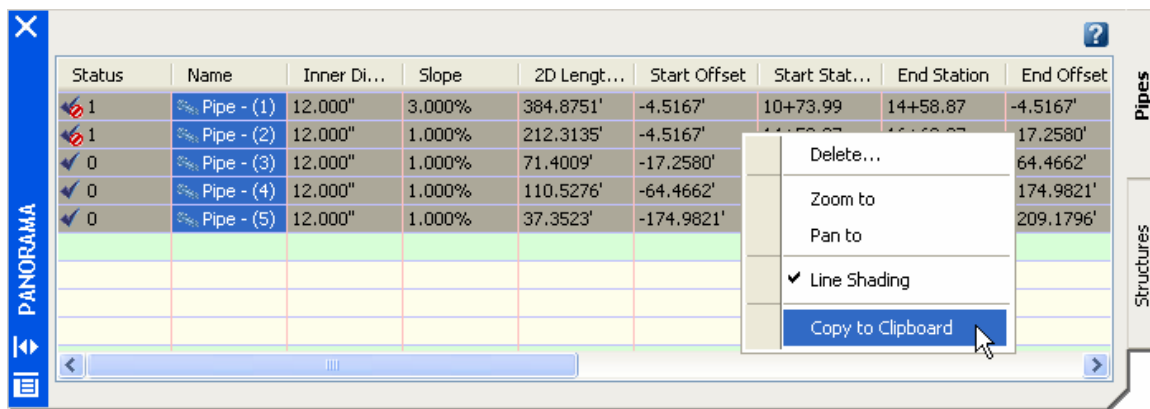 Status Name Inner Di... Slope 2D Lengt... Start Offset Start Stat... End Station End Offset
1 Pipe - (1) 12.000" 3.000% 384.8751' -4.5167' 10+73.99 14+58.87 -4.5167'
1 Pipe - (2) 12.000" 1.000% 212.3135' -4.5167' 17.2580'
0 Pipe - (3) 12.000" 1.000% 71.4009' -17.2580' 64.4662'
0 Pipe - (4) 12.000" 1.000% 110.5276' -64.4662' 174.9821'
0 Pipe - (5) 12.000" 1.000% 37.3523' -174.9821' 209.1796'
Delete...
Zoom to
Pan to
Line Shading
Copy to Clipboard
PANORAMA
Pipes
Structures